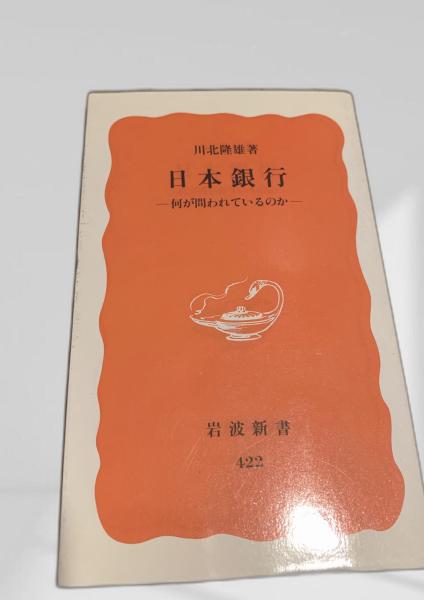 川北隆雄著
日本銀行
―何が問われているのか―
岩波新書
422